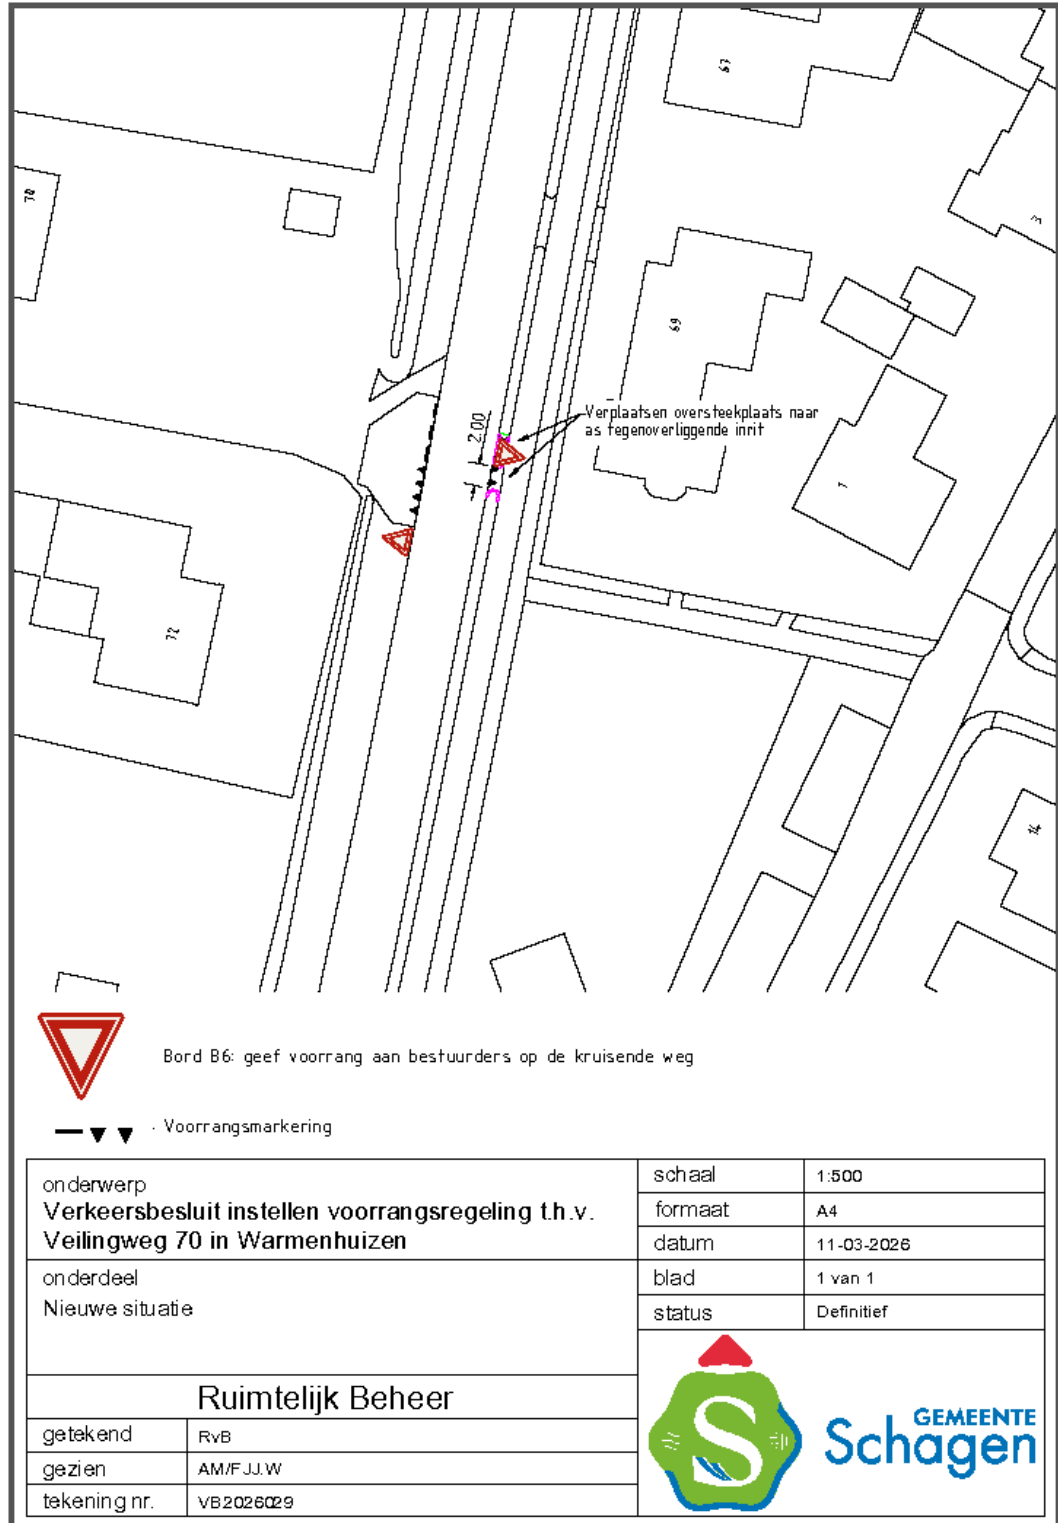 67
70
3
69
2.00
Verplaatsen oversteekplaats naar
as tegenoverliggende inrit
1
72
14
Bord B6: geef voorrang aan bestuurders op de kruisende weg
Voorrangsmarkering
onderwerp
Verkeersbesluit instellen voorrangsregeling t.h.v.
Veilingweg 70 in Warmenhuizen
onderdeel
Nieuwe situatie
schaal 1:500
formaat A4
datum 11-03-2026
blad 1 van 1
status Definitief
Ruimtelijk Beheer
getekend RvB
gezien AM/FJJ.W
tekening nr. VB2026029
S
GEMEENTE
Schagen